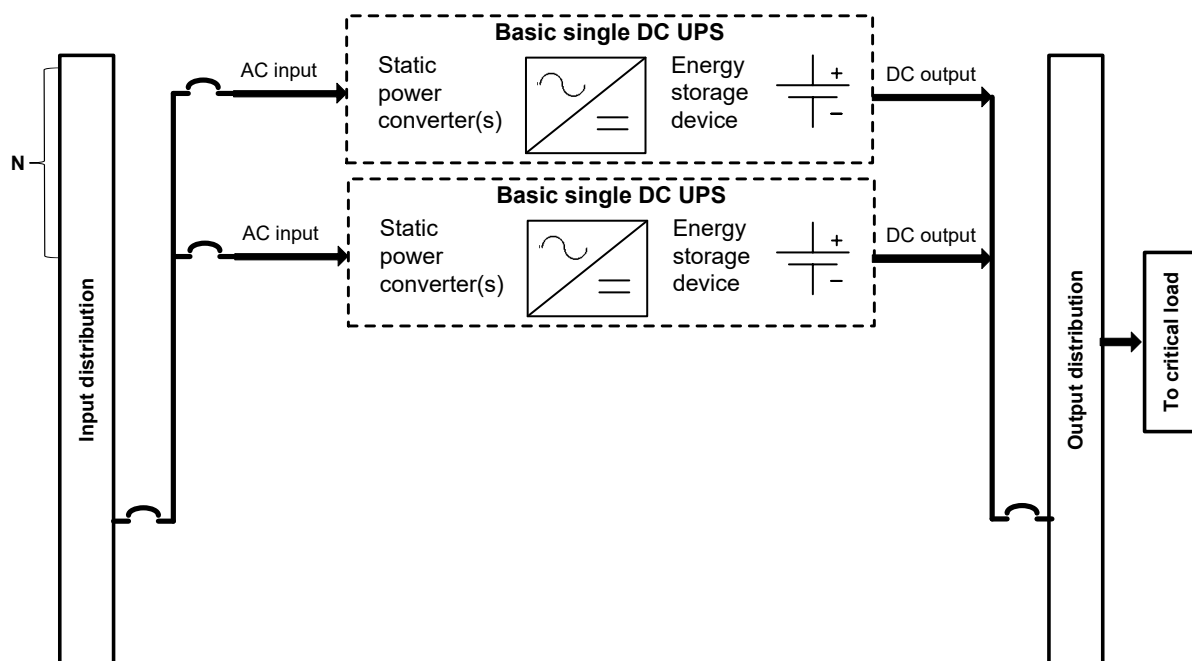 Basic single DC UPS
AC input
Static
power
converter(s)
Energy
storage
device
+
−
DC output
N
Basic single DC UPS
AC input
Static
power
converter(s)
Energy
storage
device
+
−
DC output
Input distribution
Output distribution
To critical load